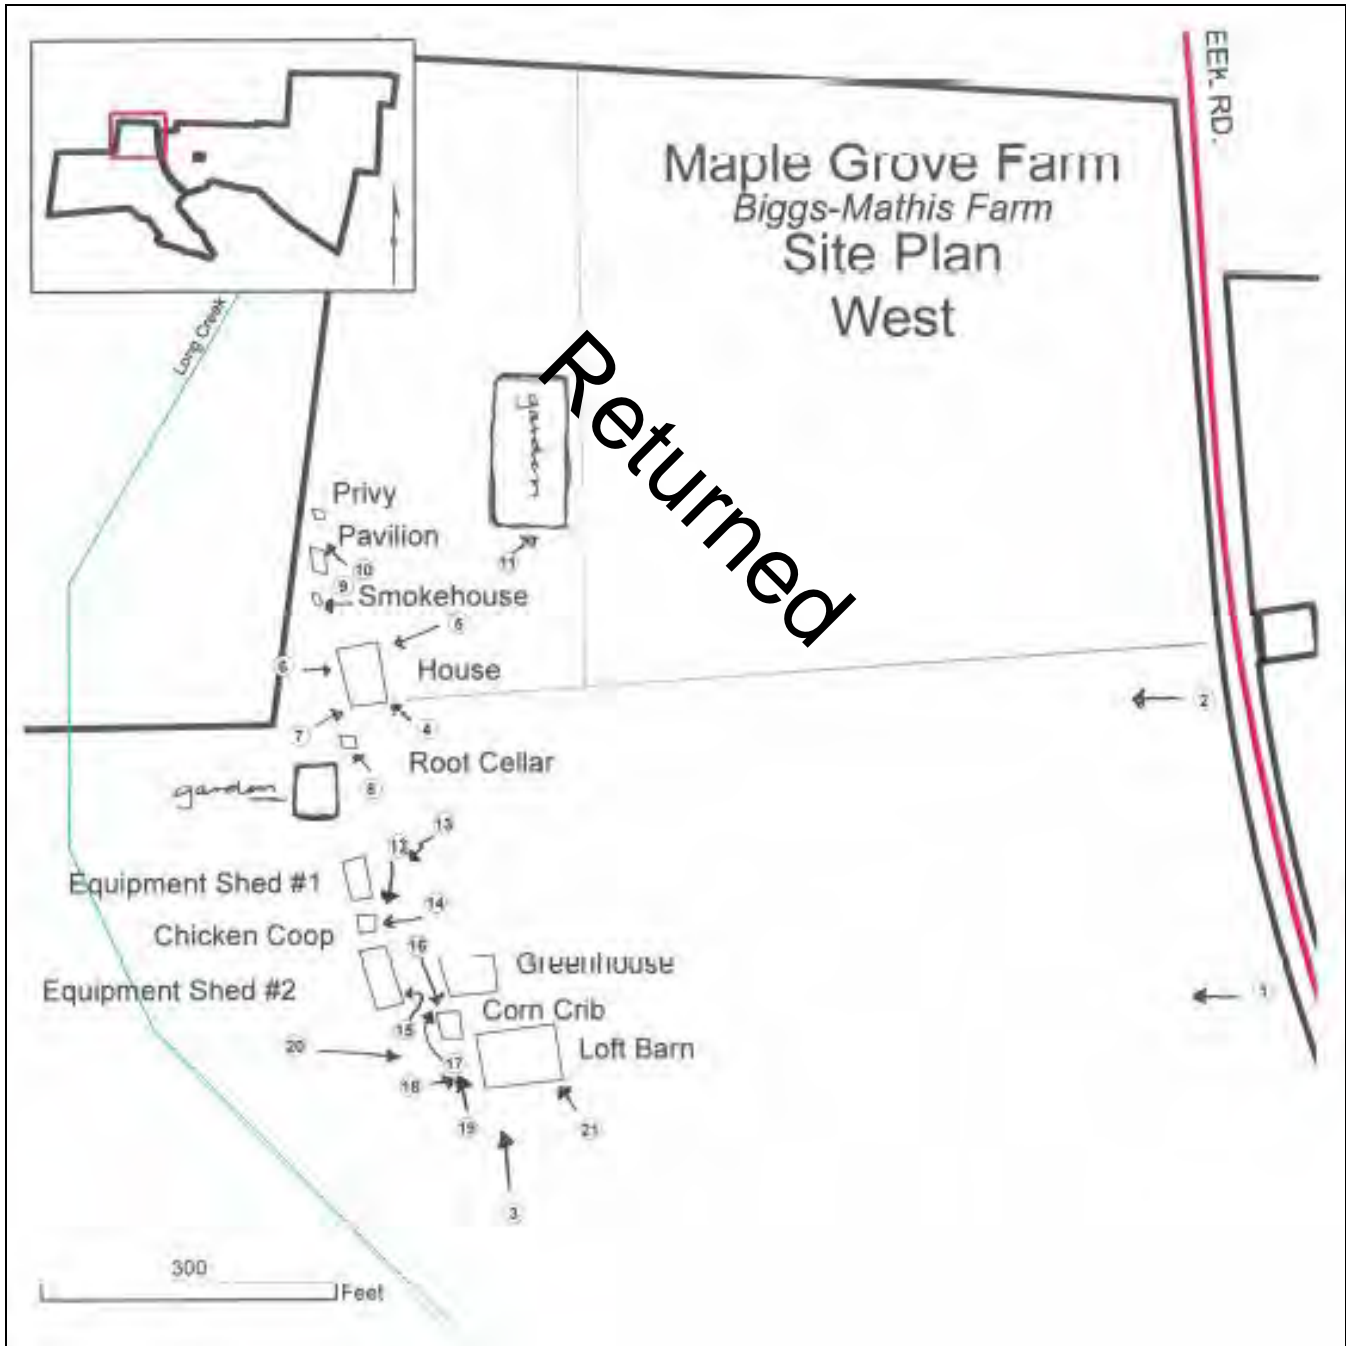 EEK RD.
Maple Grove Farm
Biggs-Mathis Farm
Site Plan
West
Long Creek
Returned
garden
Privy
Pavilion
10
11
9
Smokehouse
5
6
House
2
7
4
Root Cellar
8
garden
13
12
Equipment Shed #1
14
Chicken Coop
16
Greenhouse
Equipment Shed #2
1
Corn Crib
15
20
Loft Barn
17
18
19
21
3
300
Feet